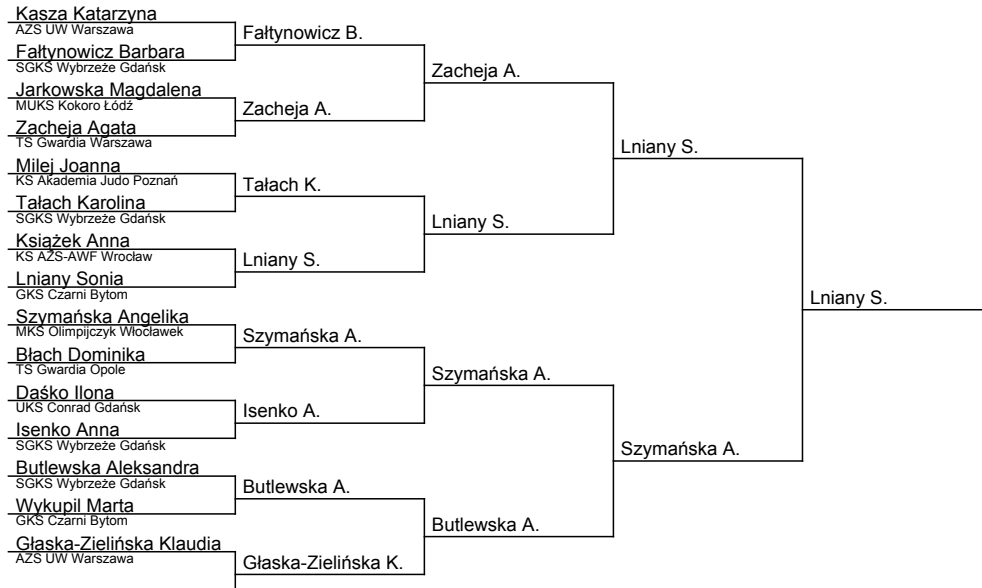 Kasza Katarzyna
AZS UW Warszawa
Fałtynowicz Barbara
SGKS Wybrzeże Gdańsk
Jarkowska Magdalena
MUKS Kokoro Łódź
Zacheja Agata
TS Gwardia Warszawa
Milej Joanna
KS Akademia Judo Poznań
Tałach Karolina
SGKS Wybrzeże Gdańsk
Książek Anna
KS AZS-AWF Wrocław
Lniany Sonia
GKS Czarni Bytom
Szymańska Angelika
MKS Olimpijczyk Włocławek
Błach Dominika
TS Gwardia Opole
Daśko Ilona
UKS Conrad Gdańsk
Isenko Anna
SGKS Wybrzeże Gdańsk
Butlewska Aleksandra
SGKS Wybrzeże Gdańsk
Wykupil Marta
GKS Czarni Bytom
Głaska-Zielińska Klaudia
AZS UW Warszawa
Fałtynowicz B.
Zacheja A.
Tałach K.
Lniany S.
Szymańska A.
Isenko A.
Butlewska A.
Głaska-Zielińska K.
Zacheja A.
Lniany S.
Szymańska A.
Butlewska A.
Lniany S.
Szymańska A.
Lniany S.